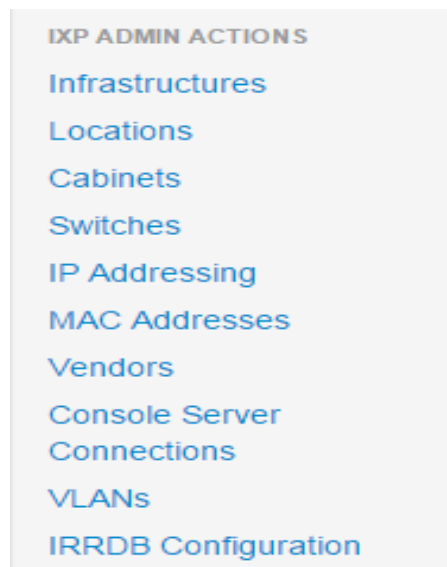 IXP ADMIN ACTIONS
Infrastructures
Locations
Cabinets
Switches
IP Addressing
MAC Addresses
Vendors
Console Server
Connections
VLANs
IRRDB Configuration